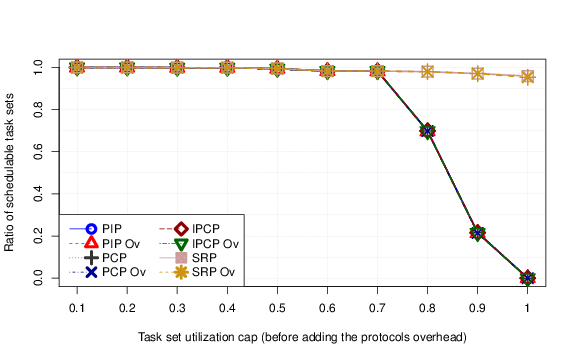 Ratio of schedulable task sets
1.0
0.8
0.6
0.4
0.2
0.0
PIP
PIP Ov
PCP
PCP Ov
IPCP
IPCP Ov
SRP
SRP Ov
0.1 0.2 0.3 0.4 0.5 0.6 0.7 0.8 0.9 1
Task set utilization cap (before adding the protocols overhead)